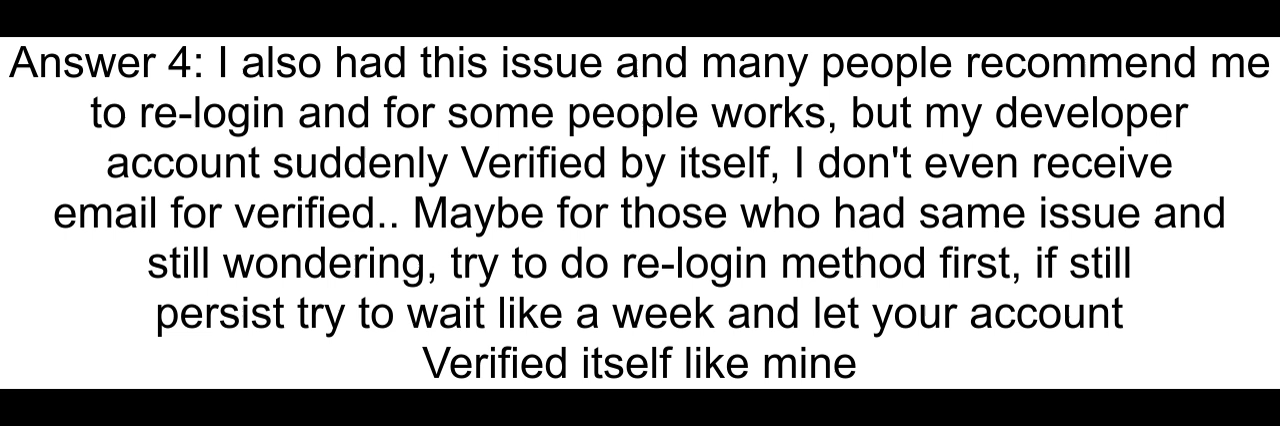 Answer 4: I also had this issue and many people recommend me
to re-login and for some people works, but my developer
account suddenly Verified by itself, I don't even receive
email for verified.. Maybe for those who had same issue and
still wondering, try to do re-login method first, if still
persist try to wait like a week and let your account
Verified itself like mine